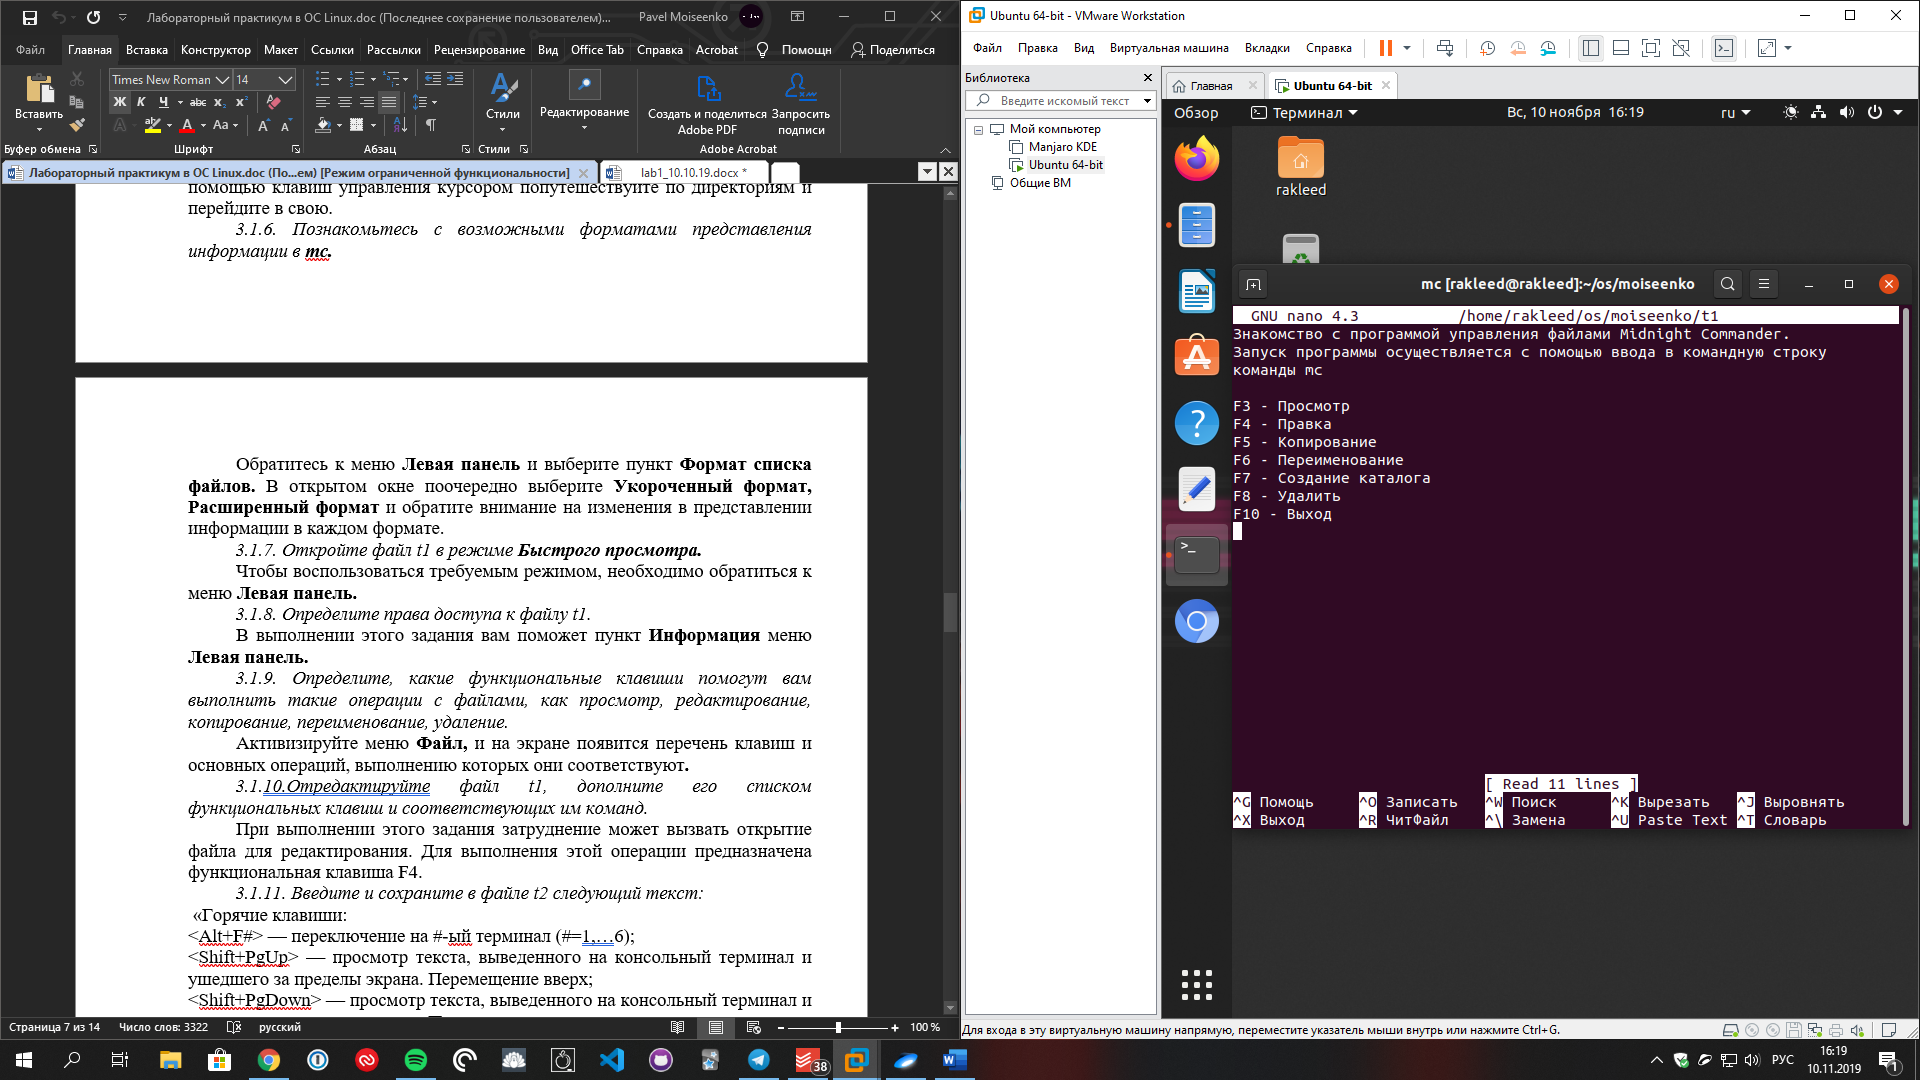 Лабораторный практикум в ОС Linux.doc (Последнее сохранение пользователем)...
Pavel Moiseenko
Файл Главная Вставка Конструктор Макет Ссылки Рассылки Рецензирование Вид Office Tab Справка Acrobat Помощн Поделиться
Вставить
Буфер обмена
Times New Roman 14
Ж К Ч abc x₂ x²
Aa
Шрифт
Абзац
Стили
Стили
Редактирование
Создать и поделиться Adobe PDF
Запросить подписи
Adobe Acrobat
Лабораторный практикум в ОС Linux.doc (По...ем) [Режим ограниченной функциональности]
lab1_10.10.19.docx *
помощью клавиш управления курсором попутешествуйте по директориям и
перейдите в свою.
3.1.6. Познакомьтесь с возможными форматами представления
информации в mc.
Обратитесь к меню Левая панель и выберите пункт Формат списка
файлов. В открытом окне поочередно выберите Укороченный формат,
Расширенный формат и обратите внимание на изменения в представлении
информации в каждом формате.
3.1.7. Откройте файл t1 в режиме Быстрого просмотра.
Чтобы воспользоваться требуемым режимом, необходимо обратиться к
меню Левая панель.
3.1.8. Определите права доступа к файлу t1.
В выполнении этого задания вам поможет пункт Информация меню
Левая панель.
3.1.9. Определите, какие функциональные клавиши помогут вам
выполнить такие операции с файлами, как просмотр, редактирование,
копирование, переименование, удаление.
Активизируйте меню Файл, и на экране появится перечень клавиш и
основных операций, выполнению которых они соответствуют.
3.1.10.Отредактируйте файл t1, дополните его списком
функциональных клавиш и соответствующих им команд.
При выполнении этого задания затруднение может вызвать открытие
файла для редактирования. Для выполнения этой операции предназначена
функциональная клавиша F4.
3.1.11. Введите и сохраните в файле t2 следующий текст:
«Горячие клавиши:
<Alt+F#> — переключение на #-ый терминал (#=1,…6);
<Shift+PgUp> — просмотр текста, выведенного на консольный терминал и
ушедшего за пределы экрана. Перемещение вверх;
<Shift+PgDown> — просмотр текста, выведенного на консольный терминал и
Страница 7 из 14 Число слов: 3322 русский 100 %
Ubuntu 64-bit - VMware Workstation
Файл Правка Вид Виртуальная машина Вкладки Справка
Библиотека
Введите искомый текст
Мой компьютер
Manjaro KDE
Ubuntu 64-bit
Общие ВМ
Главная
Ubuntu 64-bit
Обзор Терминал Вс, 10 ноября 16:19 ru
rakleed
mc [rakleed@rakleed]:~/os/moiseenko
GNU nano 4.3 /home/rakleed/os/moiseenko/t1
Знакомство с программой управления файлами Midnight Commander.
Запуск программы осуществляется с помощью ввода в командную строку
команды mc
F3 - Просмотр
F4 - Правка
F5 - Копирование
F6 - Переименование
F7 - Создание каталога
F8 - Удалить
F10 - Выход
[ Read 11 lines ]
^G Помощь ^O Записать ^W Поиск ^K Вырезать ^J Выровнять
^X Выход ^R ЧитФайл ^\ Замена ^U Paste Text ^T Словарь
Для входа в эту виртуальную машину напрямую, переместите указатель мыши внутрь или нажмите Ctrl+G.
38
РУС
16:19
10.11.2019
1